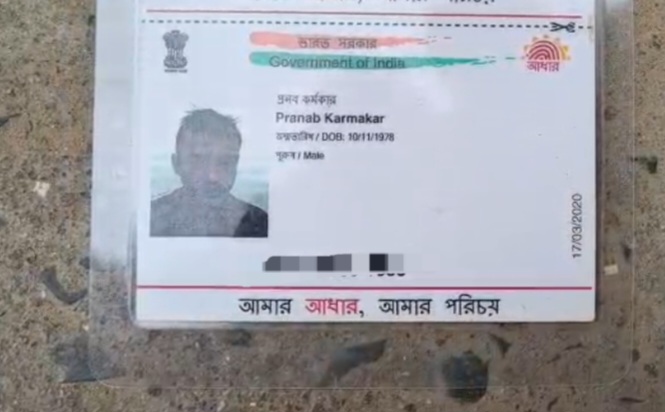 ভারত সরকার
Government of India
আধার
প্রনব কর্মকার
Pranab Karmakar
জন্মতারিখ / DOB: 10/11/1978
পুরুষ / Male
17/03/2020
আমার আধার, আমার পরিচয়